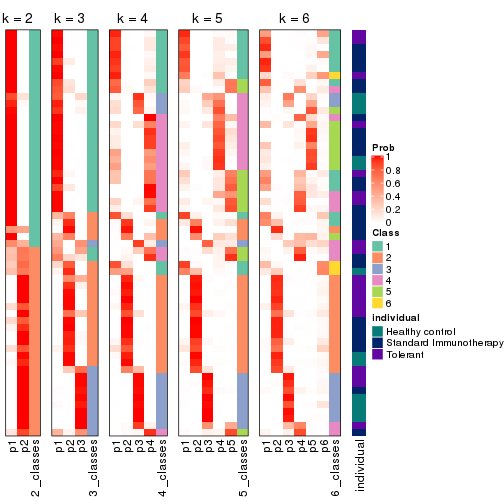 k = 2 k = 3 k = 4 k = 5 k = 6
Prob
1
0.8
0.6
0.4
0.2
0
Class
1
2
3
4
5
6
individual
Healthy control
Standard Immunotherapy
Tolerant
p1 p2 2_classes p1 p2 p3 3_classes p1 p2 p3 p4 4_classes p1 p2 p3 p4 p5 5_classes p1 p2 p3 p4 p5 p6 6_classes individual